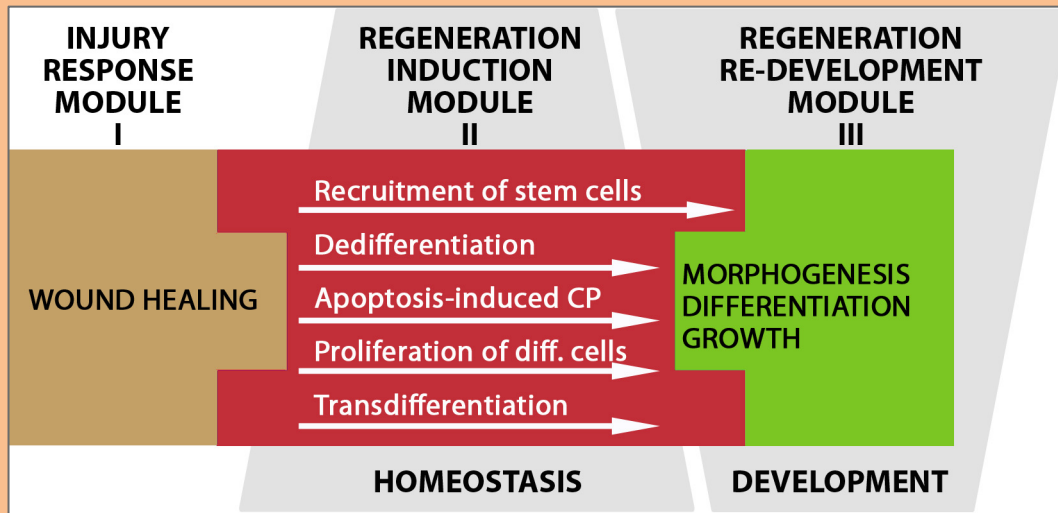 INJURY
RESPONSE
MODULE
I
REGENERATION
INDUCTION
MODULE
II
REGENERATION
RE-DEVELOPMENT
MODULE
III
WOUND HEALING
Recruitment of stem cells
Dedifferentiation
Apoptosis-induced CP
Proliferation of diff. cells
Transdifferentiation
MORPHOGENESIS
DIFFERENTIATION
GROWTH
HOMEOSTASIS
DEVELOPMENT